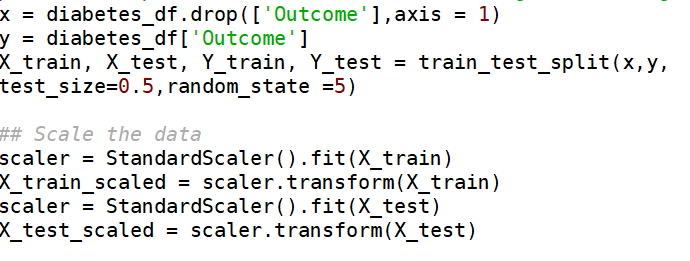 x = diabetes_df.drop(['Outcome'],axis = 1)
y = diabetes_df['Outcome']
X_train, X_test, Y_train, Y_test = train_test_split(x,y,
test_size=0.5,random_state =5)
## Scale the data
scaler = StandardScaler().fit(X_train)
X_train_scaled = scaler.transform(X_train)
scaler = StandardScaler().fit(X_test)
X_test_scaled = scaler.transform(X_test)